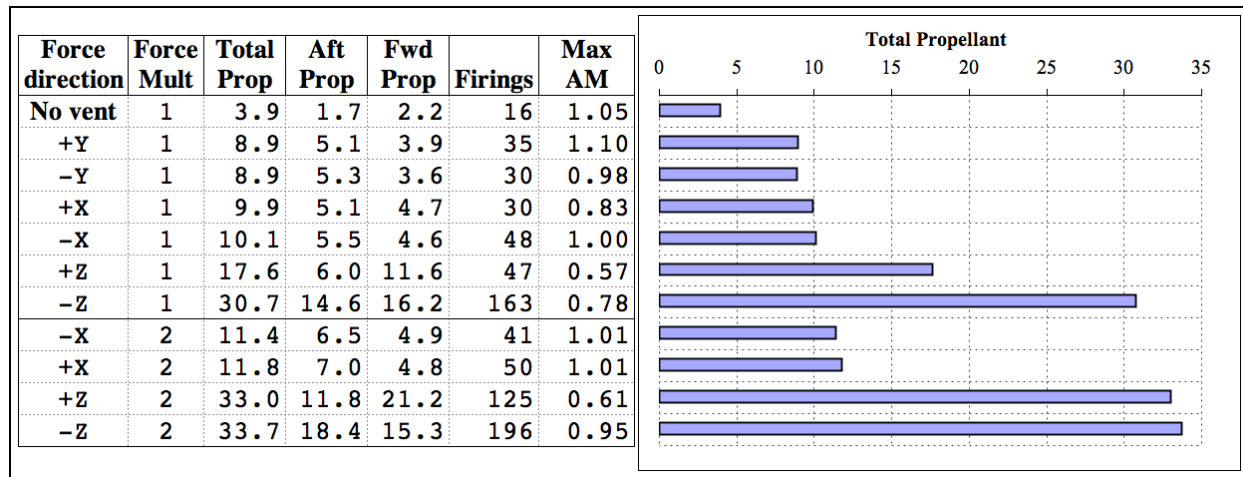 Force Force Total Aft Fwd Max
direction Mult Prop Prop Prop Firings AM
No vent 1 3.9 1.7 2.2 16 1.05
+Y 1 8.9 5.1 3.9 35 1.10
-Y 1 8.9 5.3 3.6 30 0.98
+X 1 9.9 5.1 4.7 30 0.83
-X 1 10.1 5.5 4.6 48 1.00
+Z 1 17.6 6.0 11.6 47 0.57
-Z 1 30.7 14.6 16.2 163 0.78
-X 2 11.4 6.5 4.9 41 1.01
+X 2 11.8 7.0 4.8 50 1.01
+Z 2 33.0 11.8 21.2 125 0.61
-Z 2 33.7 18.4 15.3 196 0.95
Total Propellant
0 5 10 15 20 25 30 35